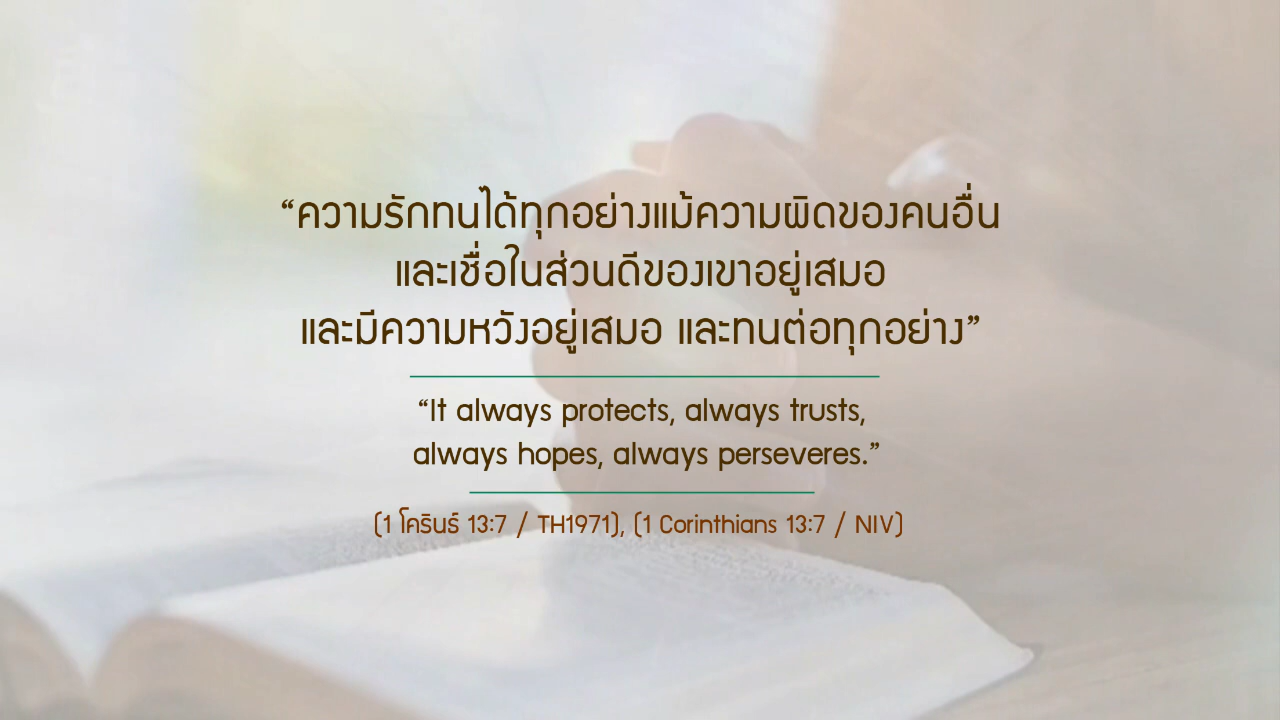 “ความรักทนได้ทุกอย่างแม้ความผิดของคนอื่น
และเชื่อในส่วนดีของเขาอยู่เสมอ
และมีความหวังอยู่เสมอ และทนต่อทุกอย่าง”
“It always protects, always trusts,
always hopes, always perseveres.”
(1 โครินธ์ 13:7 / TH1971), (1 Corinthians 13:7 / NIV)